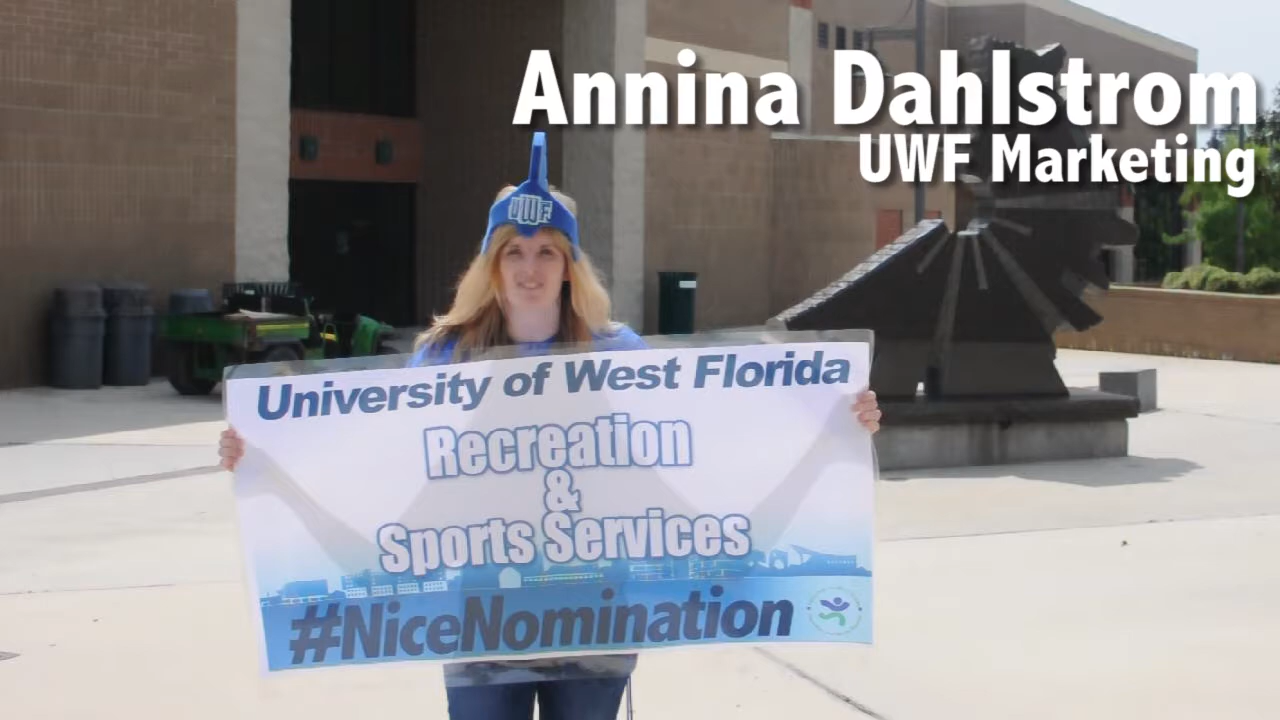 Annina Dahlstrom
UWF Marketing
UWF
University of West Florida
Recreation
&
Sports Services
#NiceNomination